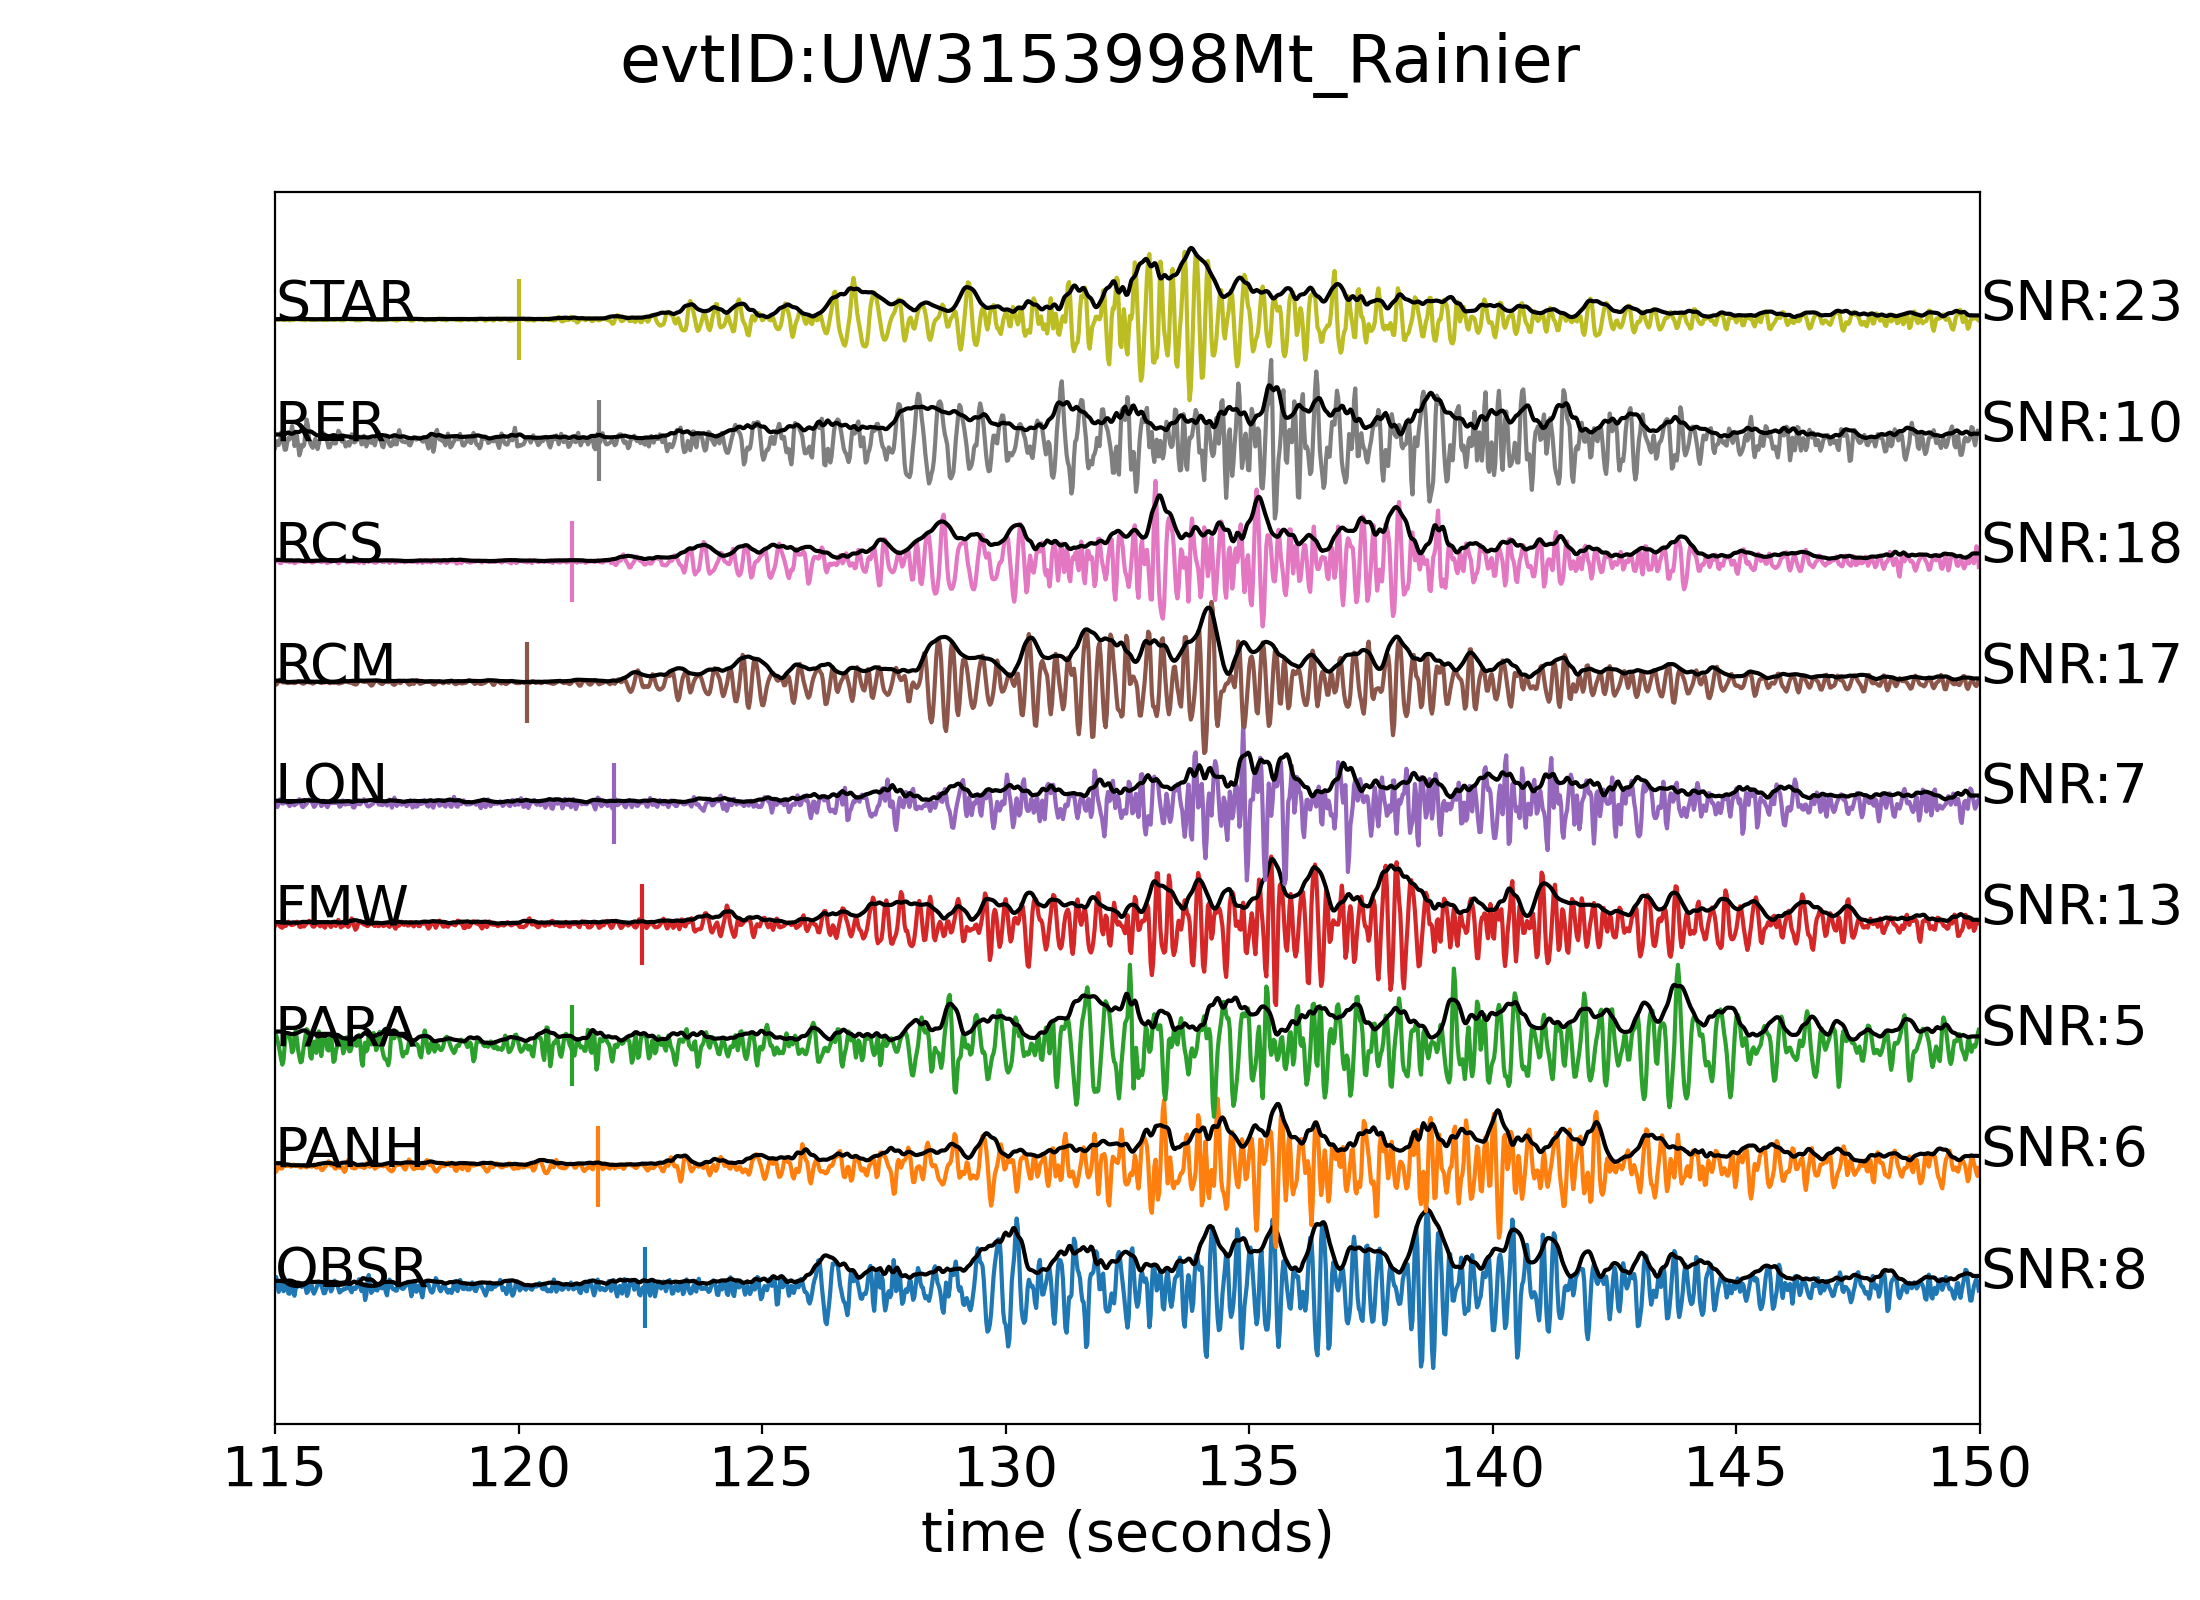 evtID:UW3153998Mt_Rainier
STAR SNR:23
RER SNR:10
RCS SNR:18
RCM SNR:17
LON SNR:7
FMW SNR:13
PARA SNR:5
PANH SNR:6
OBSR SNR:8
115 120 125 130 135 140 145 150
time (seconds)